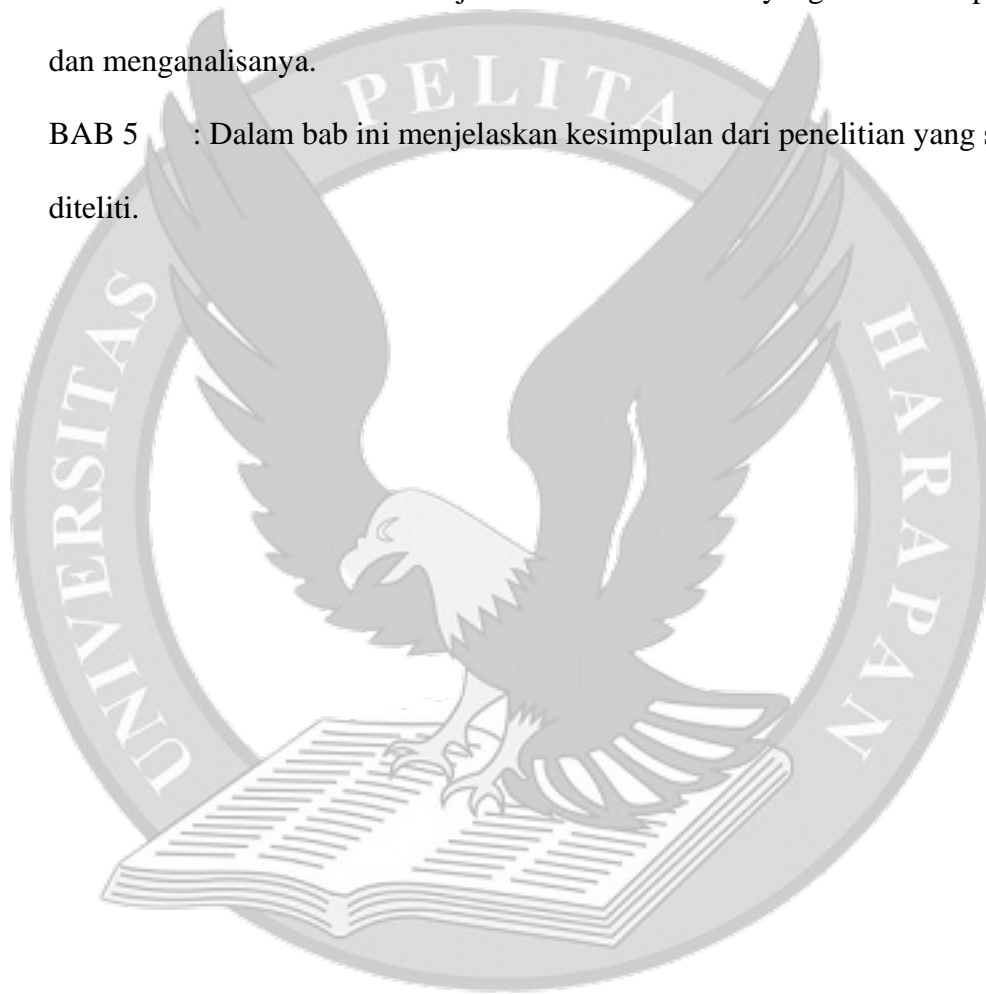 dan menganalisanya.
BAB 5 : Dalam bab ini menjelaskan kesimpulan dari penelitian yang
diteliti.
UNIVERSITAS PELITA HARAPAN